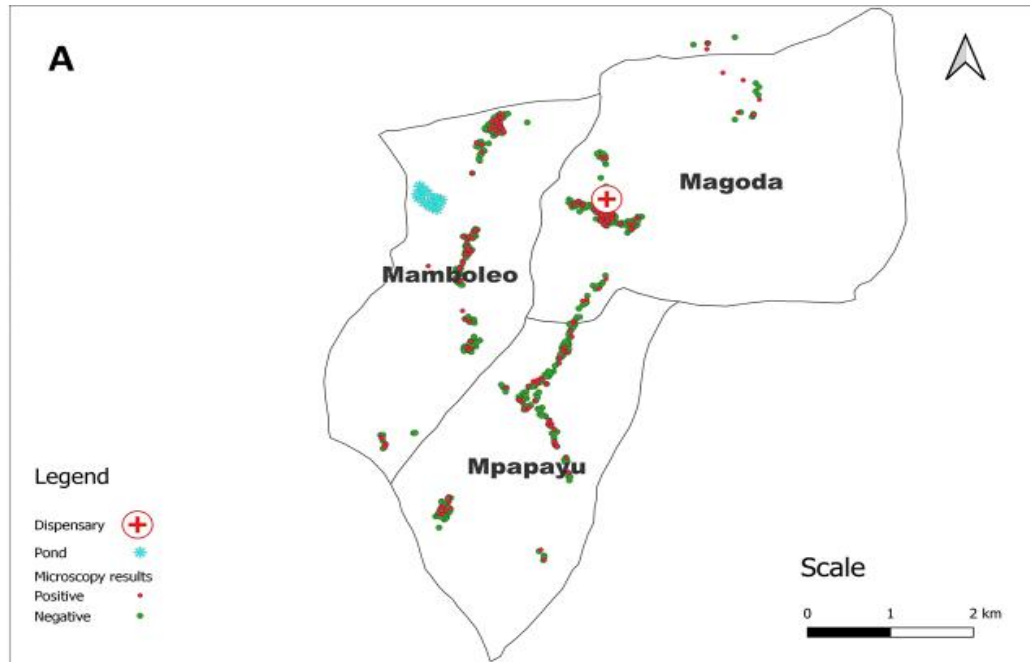 A
Magoda
Mamboleo
Mpapayu
Legend
Dispensary
Pond
Microscopy results
Positive
Negative
Scale
0 1 2 km